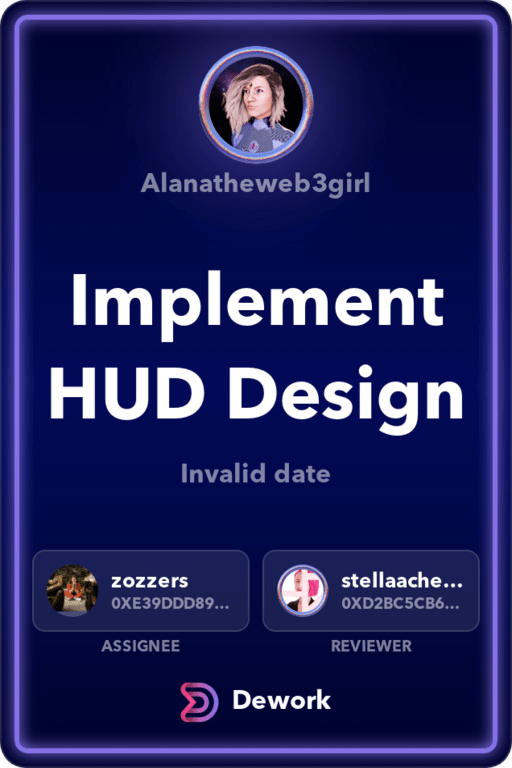 Alanatheweb3girl
Implement
HUD Design
Invalid date
zozzers
0XE39DDD89...
ASSIGNEE
stellaache...
0XD2BC5CB6...
REVIEWER
Dework